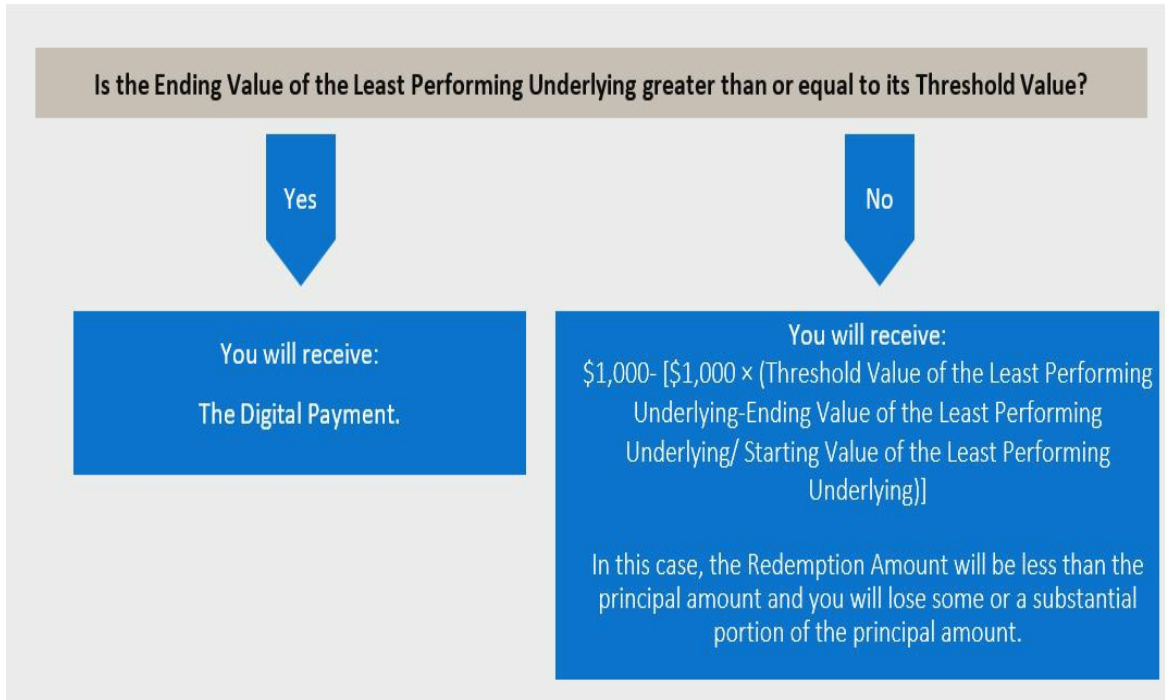 Is the Ending Value of the Least Performing Underlying greater than or equal to its Threshold Value?
Yes
No
You will receive:
The Digital Payment.
You will receive:
$1,000- [$1,000 × (Threshold Value of the Least Performing
Underlying-Ending Value of the Least Performing
Underlying/ Starting Value of the Least Performing
Underlying)]
In this case, the Redemption Amount will be less than the
principal amount and you will lose some or a substantial
portion of the principal amount.